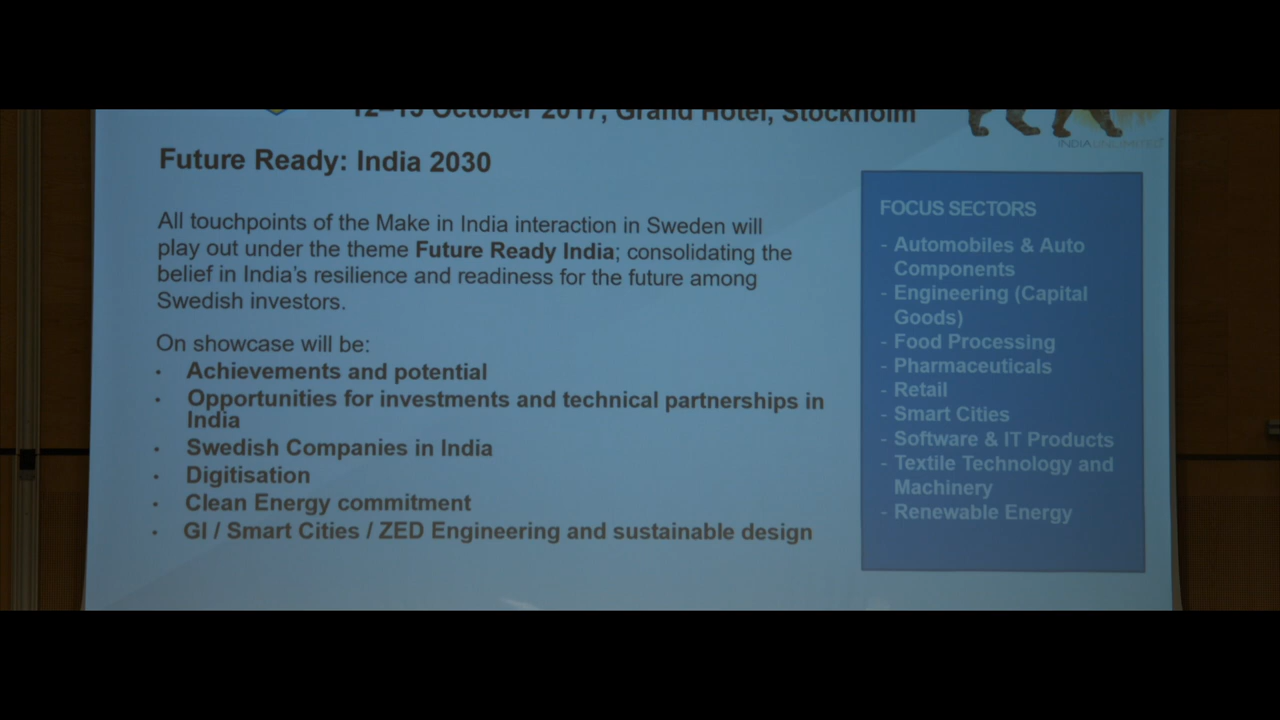 12–13 October 2017, Grand Hotel, Stockholm
INDIA UNLIMITED
Future Ready: India 2030
All touchpoints of the Make in India interaction in Sweden will
play out under the theme Future Ready India; consolidating the
belief in India's resilience and readiness for the future among
Swedish investors.
On showcase will be:
• Achievements and potential
• Opportunities for investments and technical partnerships in
India
• Swedish Companies in India
• Digitisation
• Clean Energy commitment
• GI / Smart Cities / ZED Engineering and sustainable design
FOCUS SECTORS
- Automobiles & Auto
Components
- Engineering (Capital
Goods)
- Food Processing
- Pharmaceuticals
- Retail
- Smart Cities
- Software & IT Products
- Textile Technology and
Machinery
- Renewable Energy